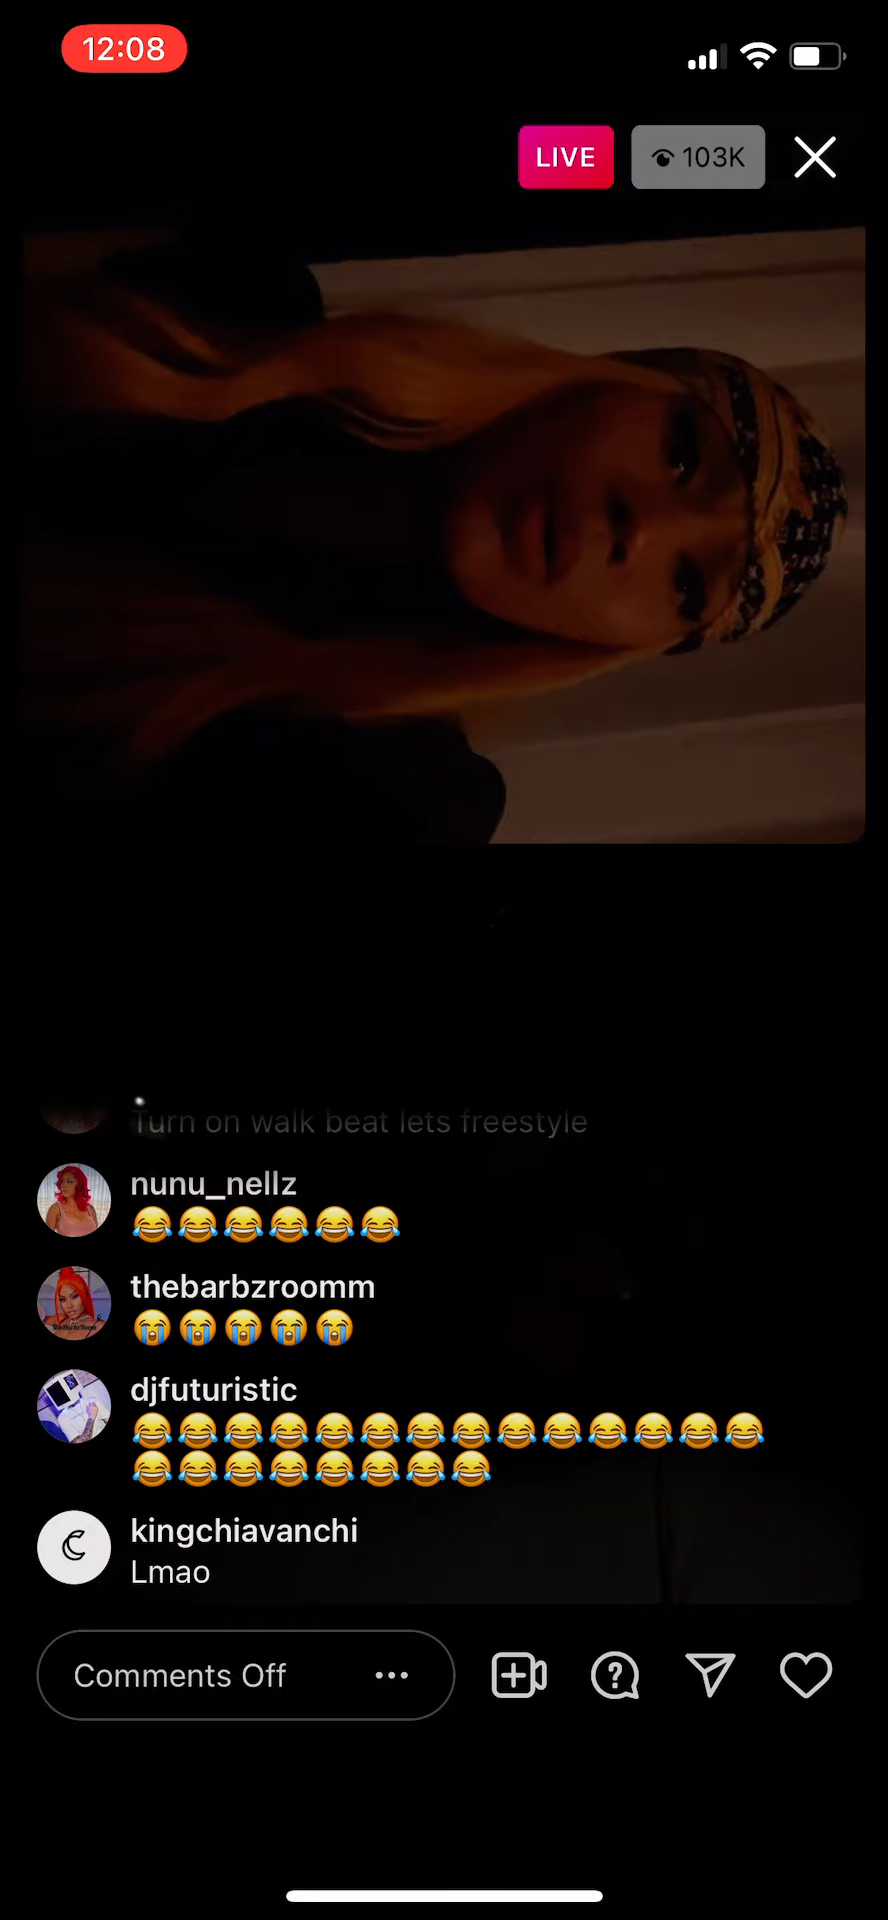 12:08
LIVE
103K
Turn on walk beat lets freestyle
nunu_nellz
😂😂😂😂😂😂
thebarbzroomm
😭😭😭😭😭
djfuturistic
😂😂😂😂😂😂😂😂😂😂😂😂😂😂
😂😂😂😂😂😂😂😂
kingchiavanchi
Lmao
Comments Off